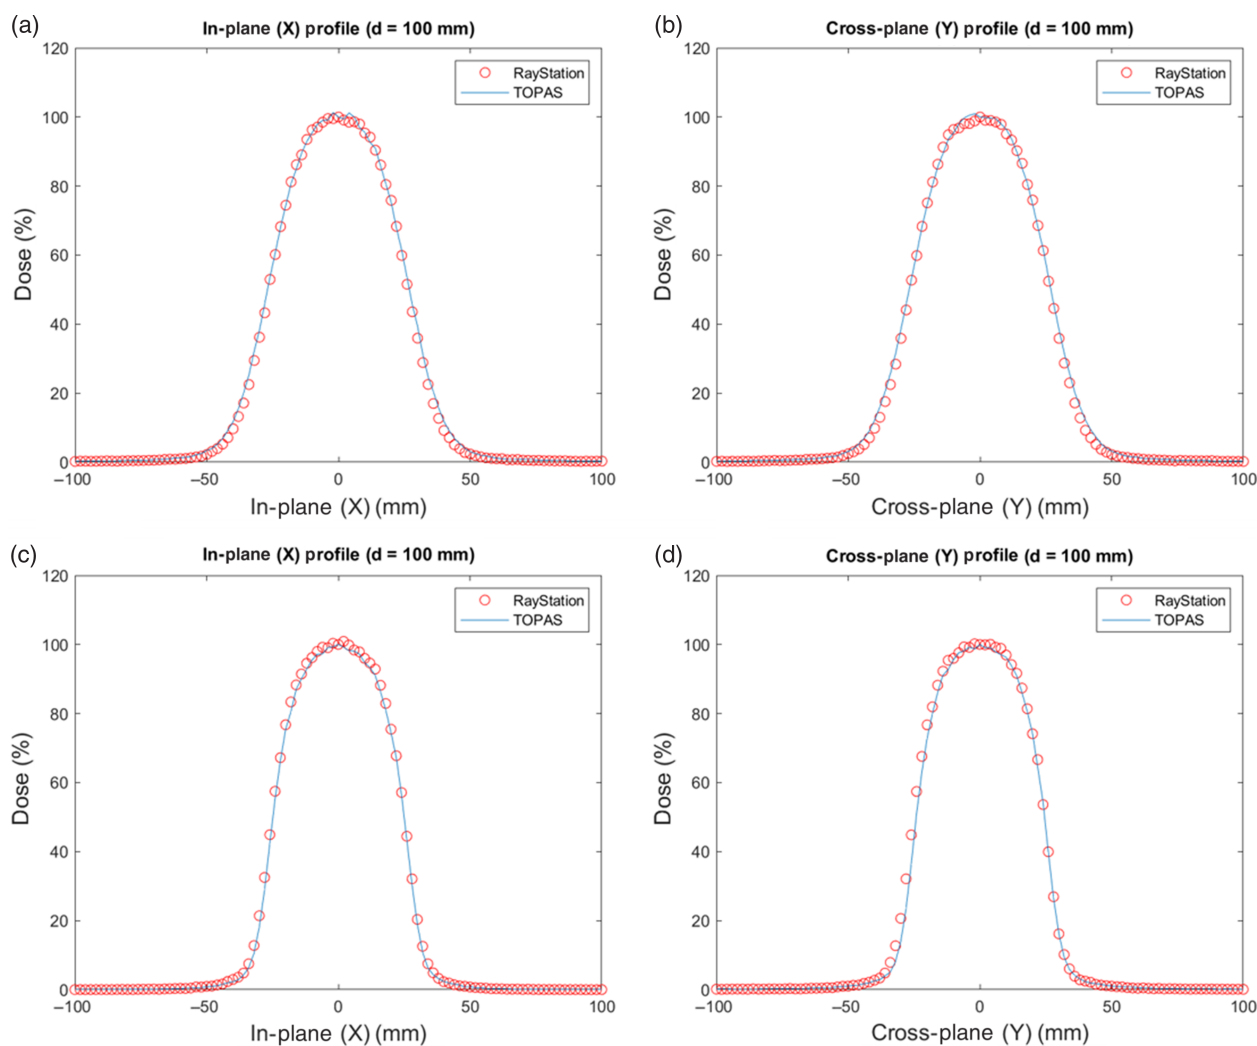 (a)
In-plane (X) profile (d = 100 mm)
120
100
80
60
40
20
0
Dose (%)
RayStation
TOPAS
−100
−50
0
50
100
In-plane (X) (mm)
(b)
Cross-plane (Y) profile (d = 100 mm)
120
100
80
60
40
20
0
Dose (%)
RayStation
TOPAS
−100
−50
0
50
100
Cross-plane (Y) (mm)
(c)
In-plane (X) profile (d = 100 mm)
120
100
80
60
40
20
0
Dose (%)
RayStation
TOPAS
−100
−50
0
50
100
In-plane (X) (mm)
(d)
Cross-plane (Y) profile (d = 100 mm)
120
100
80
60
40
20
0
Dose (%)
RayStation
TOPAS
−100
−50
0
50
100
Cross-plane (Y) (mm)